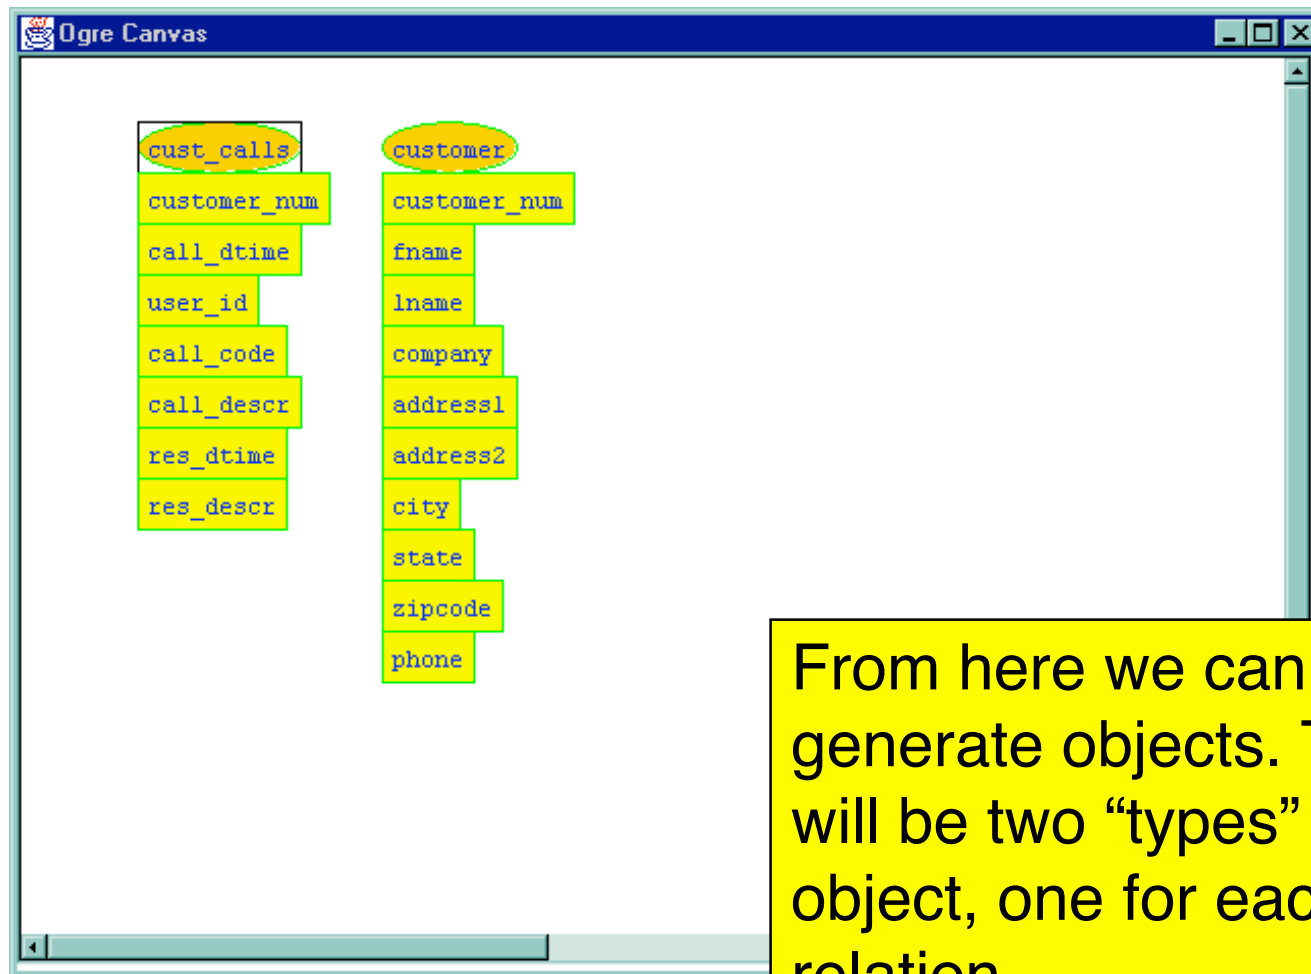 Ogre Canvas
cust_calls
customer_num
call_dtime
user_id
call_code
call_descr
res_dtime
res_descr
customer
customer_num
fname
lname
company
address1
address2
city
state
zipcode
phone
From here we can
generate objects.
will be two “types”
object, one for
relation